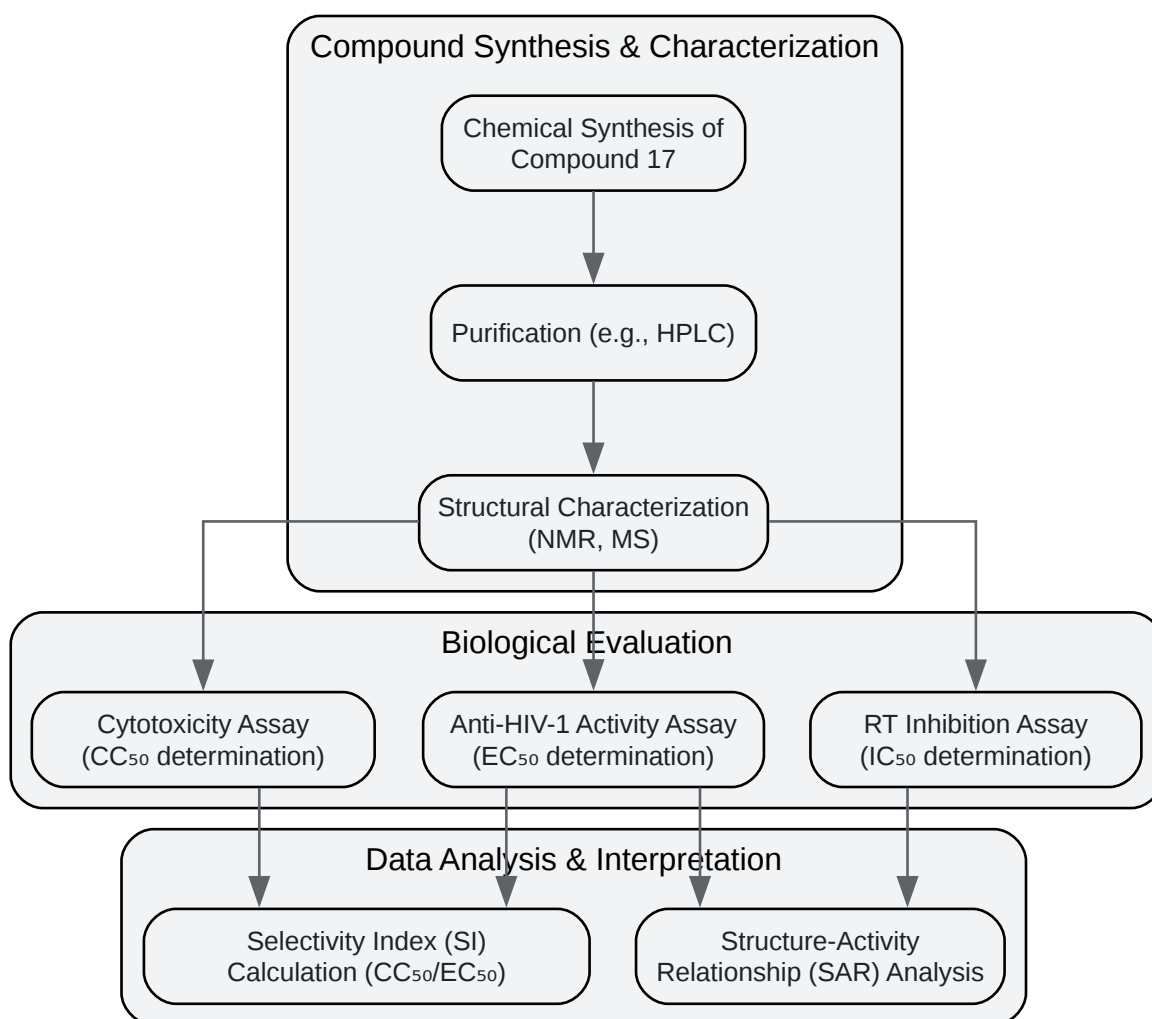 Compound Synthesis & Characterization
Chemical Synthesis of
Compound 17
Purification (e.g., HPLC)
Structural Characterization
(NMR, MS)
Biological Evaluation
Cytotoxicity Assay
(CC₅₀ determination)
Anti-HIV-1 Activity Assay
(EC₅₀ determination)
RT Inhibition Assay
(IC₅₀ determination)
Data Analysis & Interpretation
Selectivity Index (SI)
Calculation (CC₅₀/EC₅₀)
Structure-Activity
Relationship (SAR) Analysis